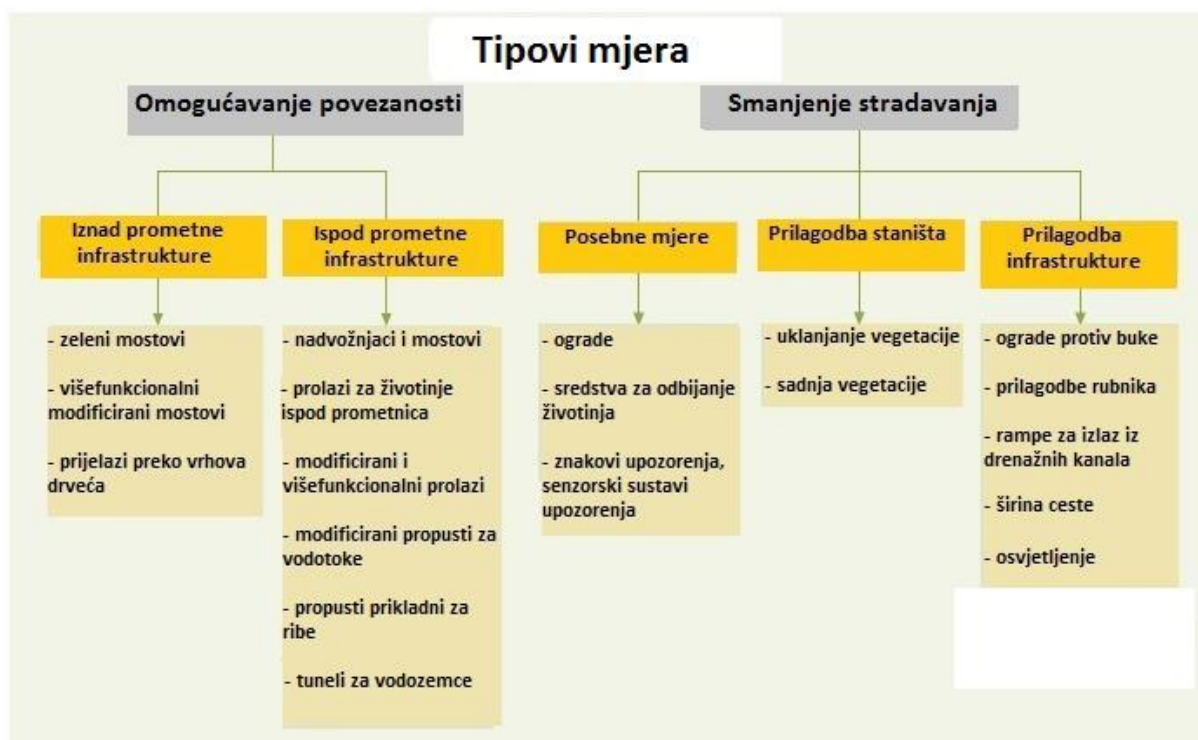 Tipovi mjera
Omogućavanje povezanosti
Smanjenje stradavanja
Iznad prometne
infrastrukture
Ispod prometne
infrastrukture
Posebne mjere
Prilagodba staništa
Prilagodba
infrastrukture
- zeleni mostovi
- višefunkcionalni
modificirani mostovi
- prijelazi preko vrhova
drveća
- nadvožnjaci i mostovi
- prolazi za životinje
ispod prometnica
- modificirani i
višefunkcionalni prolazi
- modificirani propusti za
vodotoke
- propusti prikladni za
ribe
- tuneli za vodozemce
- ograde
- sredstva za odbijanje
životinja
- znakovi upozorenja,
senzorski sustavi
upozorenja
- uklanjanje vegetacije
- sadnja vegetacije
- ograde protiv buke
- prilagodbe rubnika
- rampe za izlaz iz
drenažnih kanala
- širina ceste
- osvjetljenje